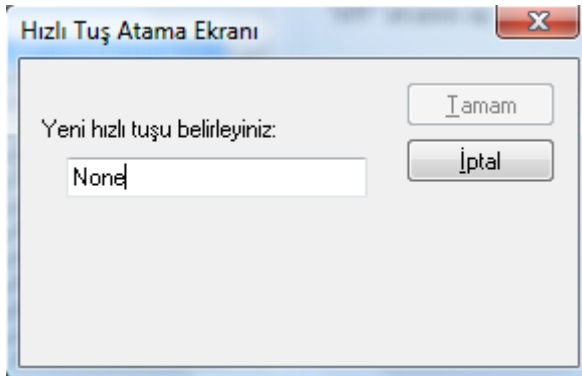 Hızlı Tuş Atama Ekranı
Tamam
Yeni hızlı tuşu belirleyiniz:
İptal
None